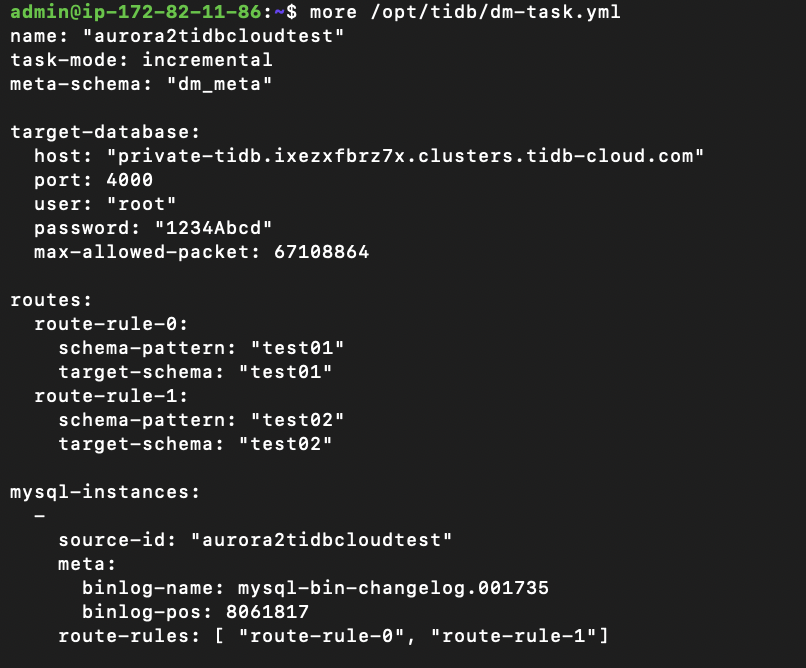 admin@ip-172-82-11-86:~$ more /opt/tidb/dm-task.yml
name: "aurora2tidbcloudtest"
task-mode: incremental
meta-schema: "dm_meta"

target-database:
  host: "private-tidb.ixezxfbrz7x.clusters.tidb-cloud.com"
  port: 4000
  user: "root"
  password: "1234Abcd"
  max-allowed-packet: 67108864

routes:
  route-rule-0:
    schema-pattern: "test01"
    target-schema: "test01"
  route-rule-1:
    schema-pattern: "test02"
    target-schema: "test02"

mysql-instances:
  -
    source-id: "aurora2tidbcloudtest"
    meta:
      binlog-name: mysql-bin-changelog.001735
      binlog-pos: 8061817
    route-rules: [ "route-rule-0", "route-rule-1"]